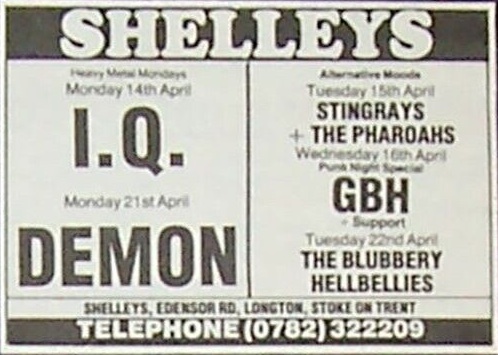 SHELLEYS
Heavy Metal Mondays
Monday 14th April
I.Q.
Monday 21st April
DEMON
Alternative Moods
Tuesday 15th April
STINGRAYS
+ THE PHAROAHS
Wednesday 16th April
Punk Night Special
GBH
+ Support
Tuesday 22nd April
THE BLUBBERY
HELLBELLIES
SHELLEYS, EDENSOR RD, LONGTON, STOKE ON TRENT
TELEPHONE (0782) 322209